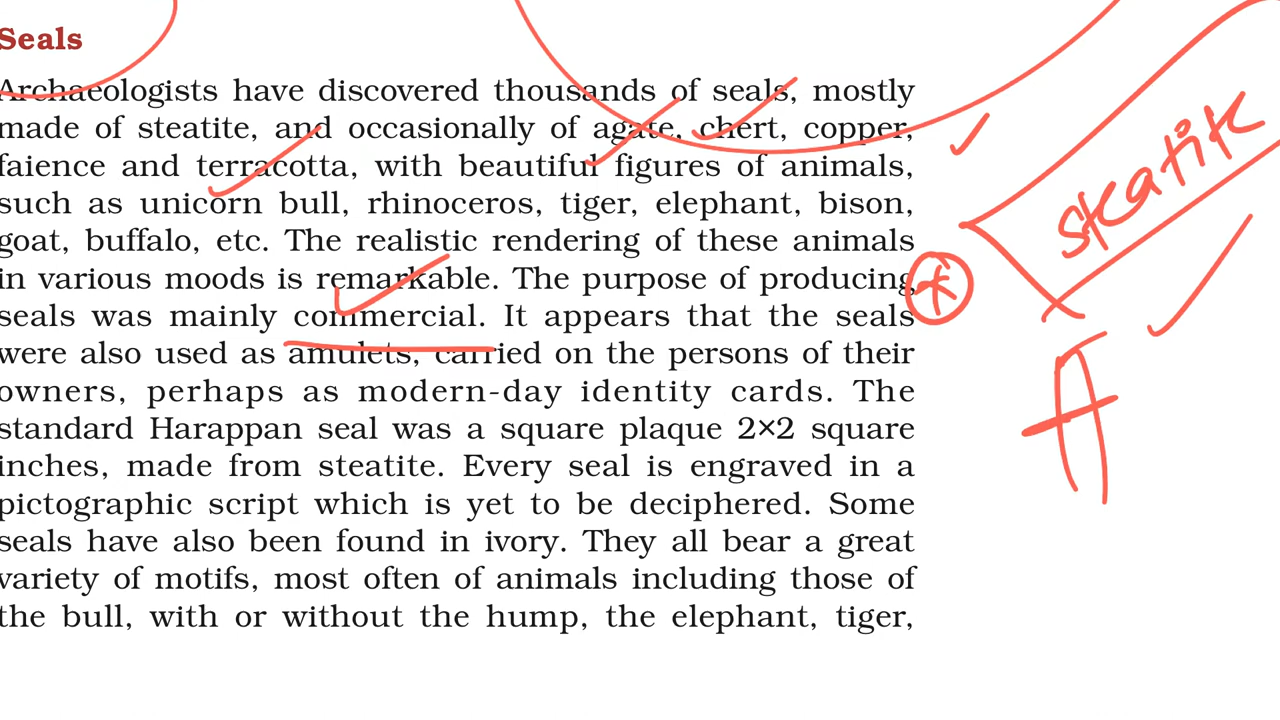 Seals
Archaeologists have discovered thousands of seals, mostly
made of steatite, and occasionally of agate, chert, copper,
faience and terracotta, with beautiful figures of animals,
such as unicorn bull, rhinoceros, tiger, elephant, bison,
goat, buffalo, etc. The realistic rendering of these animals
in various moods is remarkable. The purpose of producing
seals was mainly commercial. It appears that the seals
were also used as amulets, carried on the persons of their
owners, perhaps as modern-day identity cards. The
standard Harappan seal was a square plaque 2×2 square
inches, made from steatite. Every seal is engraved in a
pictographic script which is yet to be deciphered. Some
seals have also been found in ivory. They all bear a great
variety of motifs, most often of animals including those of
the bull, with or without the hump, the elephant, tiger,
steatite
A